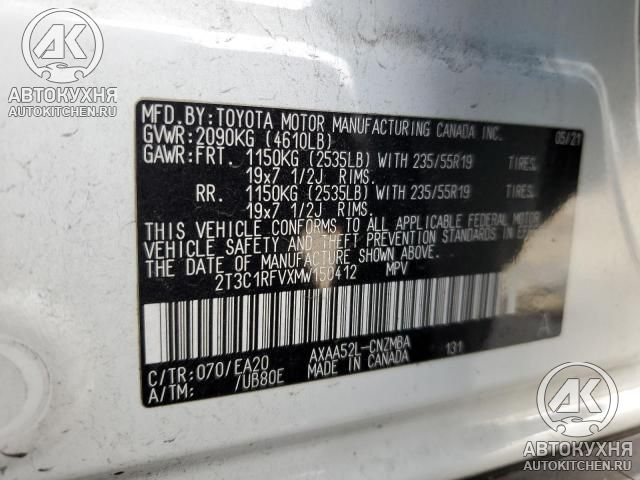 АК
АВТОКУХНЯ
AUTOKITCHEN.RU
MFD.BY:TOYOTA MOTOR MANUFACTURING CANADA INC. 05/21
GVWR:2090KG (4610LB)
GAWR:FRT. 1150KG (2535LB) WITH 235/55R19 TIRES.
19x7 1/2J RIMS.
RR. 1150KG (2535LB) WITH 235/55R19 TIRES.
19x7 1/2J RIMS.
THIS VEHICLE CONFORMS TO ALL APPLICABLE FEDERAL MOTOR
VEHICLE SAFETY AND THEFT PREVENTION STANDARDS IN
DATE OF MANUFACTURE SHOWN ABOVE.
2T3C1RFVXMW150412 MPV
A
C/TR:070/EA20 AXAA52L-CNZMBA 131
A/TM: /UB80E MADE IN CANADA
АК
АВТОКУХНЯ
AUTOKITCHEN.RU